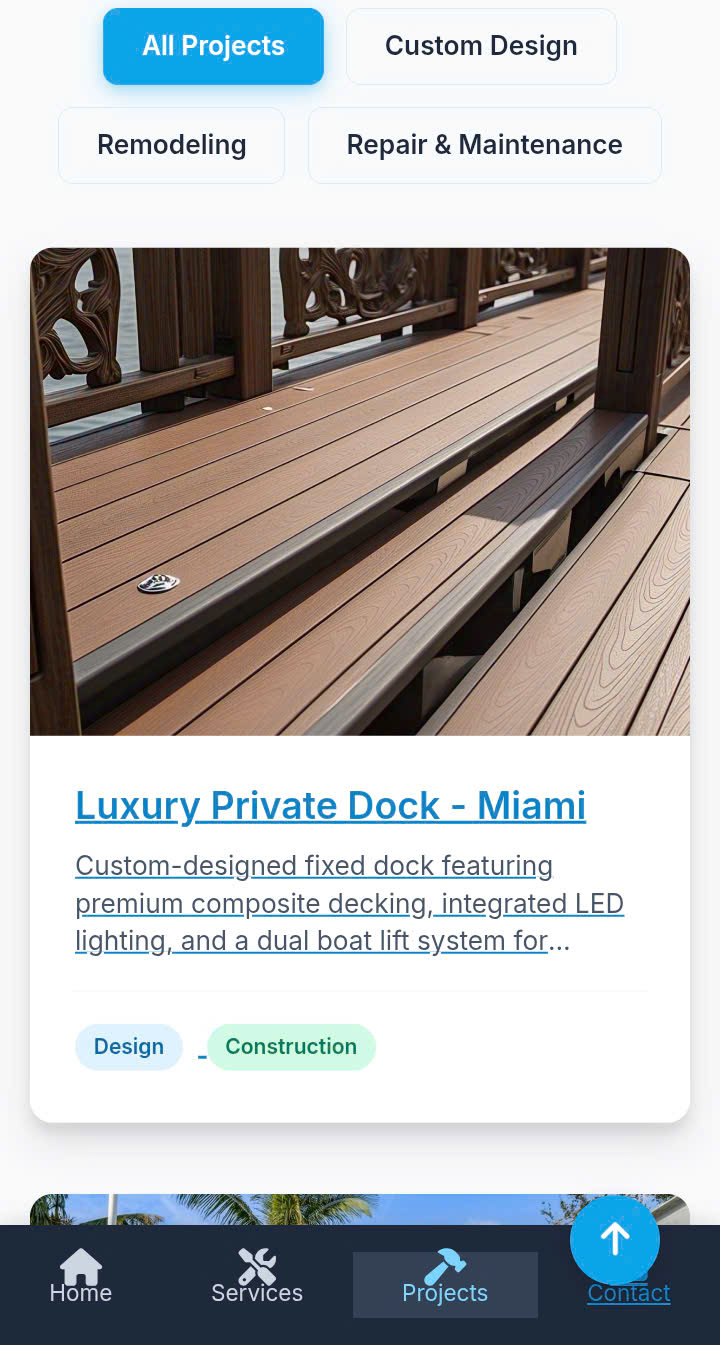 All Projects
Custom Design
Remodeling
Repair & Maintenance
Luxury Private Dock - Miami
Custom-designed fixed dock featuring
premium composite decking, integrated LED
lighting, and a dual boat lift system for...
Design
Construction
Home
Services
Projects
Contact